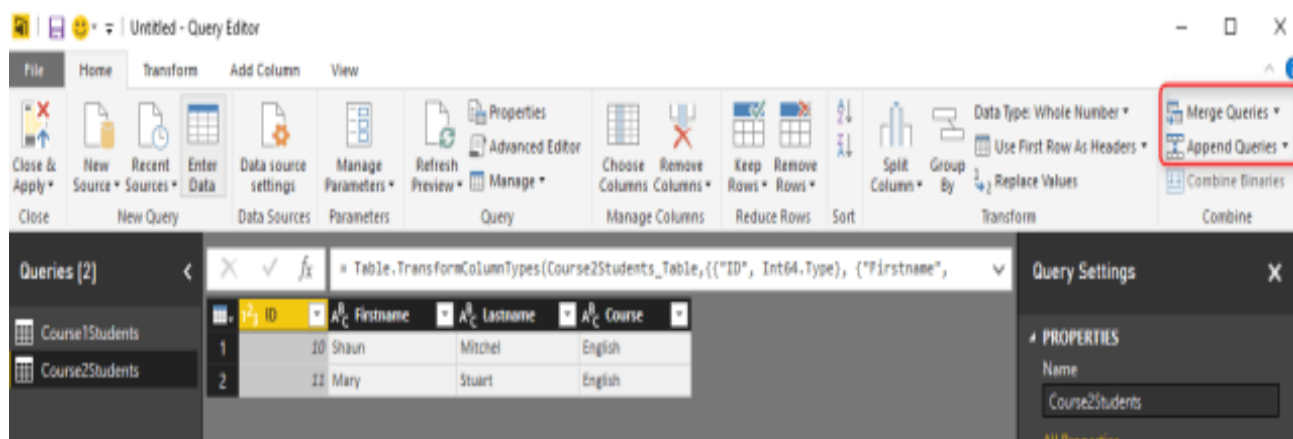 Untitled - Query Editor
File Home Transform Add Column View
Close & Apply
New Source
Recent Sources
Enter Data
Data source settings
Manage Parameters
Refresh Preview
Properties
Advanced Editor
Manage
Choose Columns
Remove Columns
Keep Rows
Remove Rows
Split Column
Group By
Data Type: Whole Number
Use First Row As Headers
Replace Values
Merge Queries
Append Queries
Combine Binaries
Close New Query Data Sources Parameters Query Manage Columns Reduce Rows Sort Transform Combine
Queries [2]
= Table.TransformColumnTypes(Course2Students_Table,{{"ID", Int64.Type}, {"Firstname",
Query Settings
Course1Students
Course2Students
ID Firstname Lastname Course
1 10 Shaun Mitchel English
2 11 Mary Stuart English
PROPERTIES
Name
Course2Students
All Properties